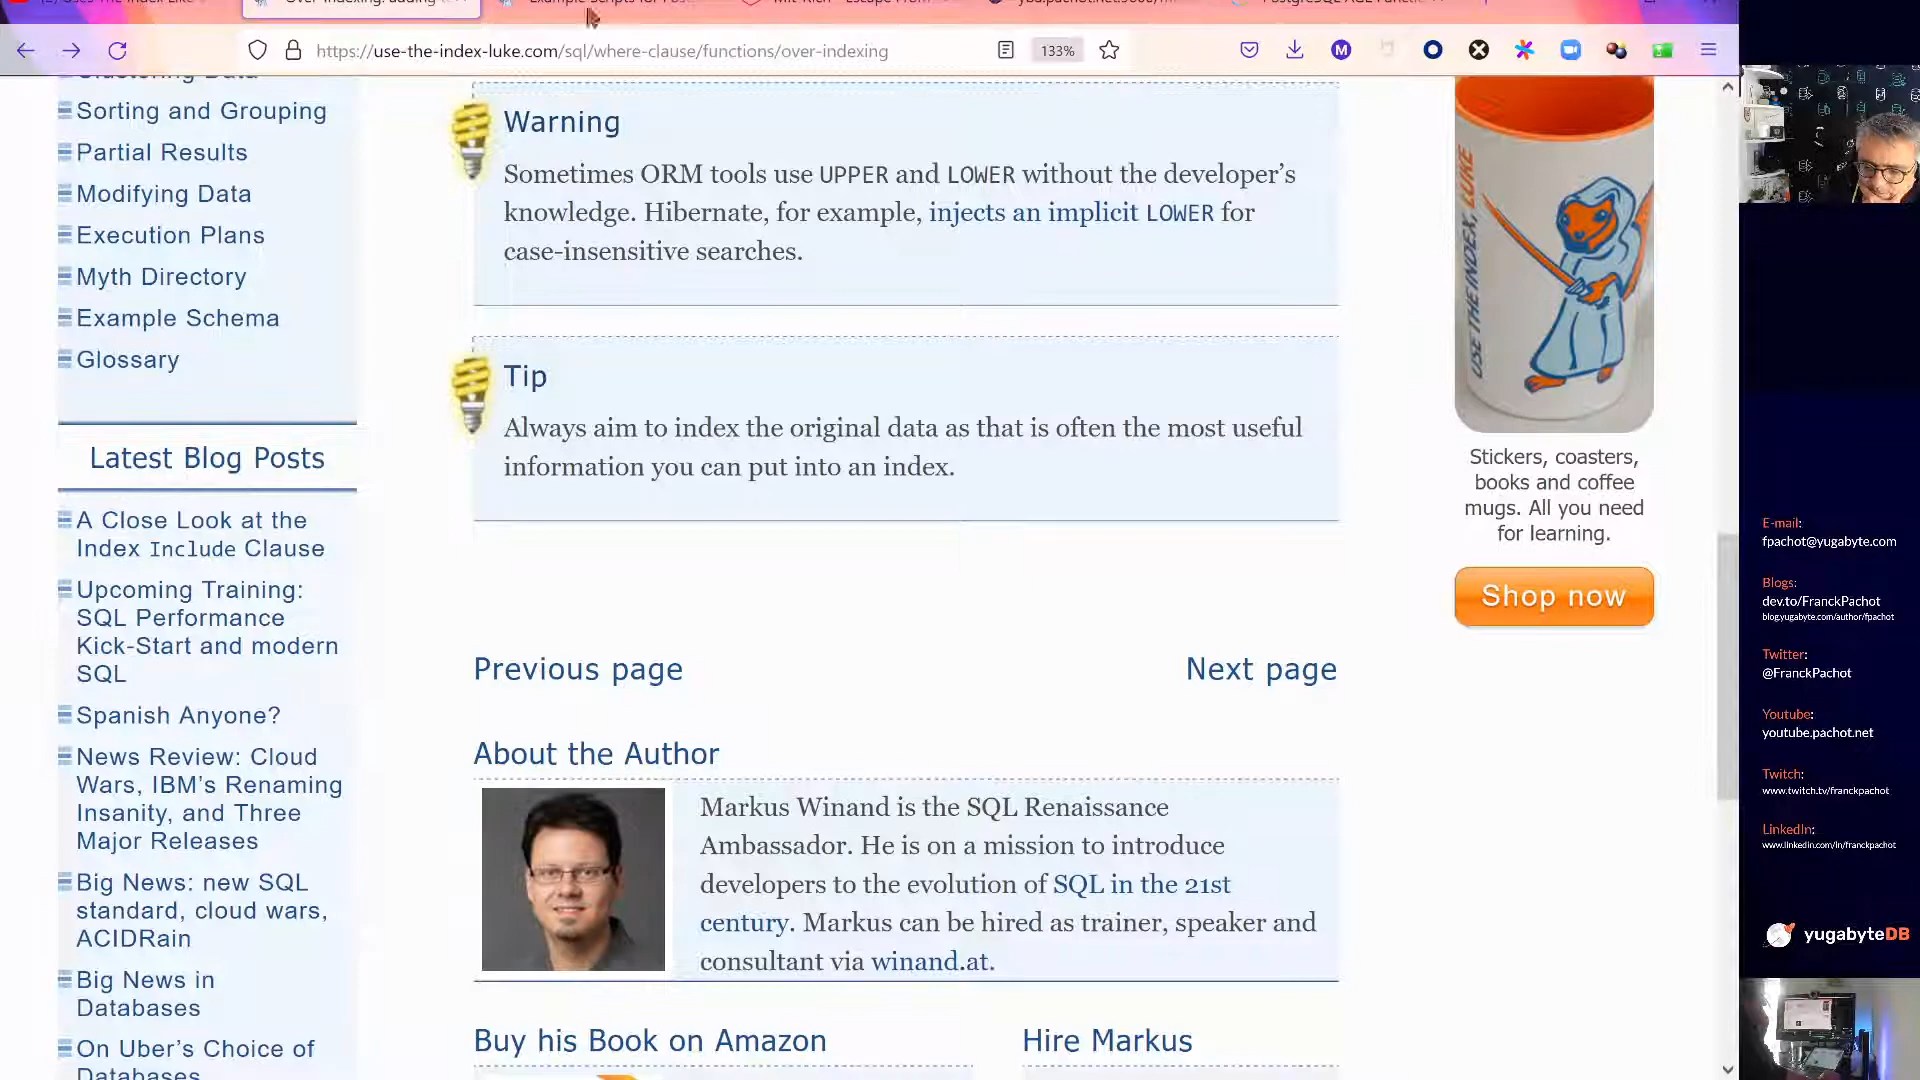 https://use-the-index-luke.com/sql/where-clause/functions/over-indexing
133%
Clustering Data
Sorting and Grouping
Partial Results
Modifying Data
Execution Plans
Myth Directory
Example Schema
Glossary
Latest Blog Posts
A Close Look at the
Index Include Clause
Upcoming Training:
SQL Performance
Kick-Start and modern
SQL
Spanish Anyone?
News Review: Cloud
Wars, IBM's Renaming
Insanity, and Three
Major Releases
Big News: new SQL
standard, cloud wars,
ACIDRain
Big News in
Databases
On Uber's Choice of
Databases
Warning
Sometimes ORM tools use UPPER and LOWER without the developer's
knowledge. Hibernate, for example, injects an implicit LOWER for
case-insensitive searches.
Tip
Always aim to index the original data as that is often the most useful
information you can put into an index.
Previous page
Next page
About the Author
Markus Winand is the SQL Renaissance
Ambassador. He is on a mission to introduce
developers to the evolution of SQL in the 21st
century. Markus can be hired as trainer, speaker and
consultant via winand.at.
Buy his Book on Amazon
Hire Markus
USE THE INDEX, LUKE
Stickers, coasters,
books and coffee
mugs. All you need
for learning.
Shop now
E-mail:
fpachot@yugabyte.com
Blogs:
dev.to/FranckPachot
blog.yugabyte.com/author/fpachot
Twitter:
@FranckPachot
Youtube:
youtube.pachot.net
Twitch:
www.twitch.tv/franckpachot
LinkedIn:
www.linkedin.com/in/franckpachot
yugabyteDB